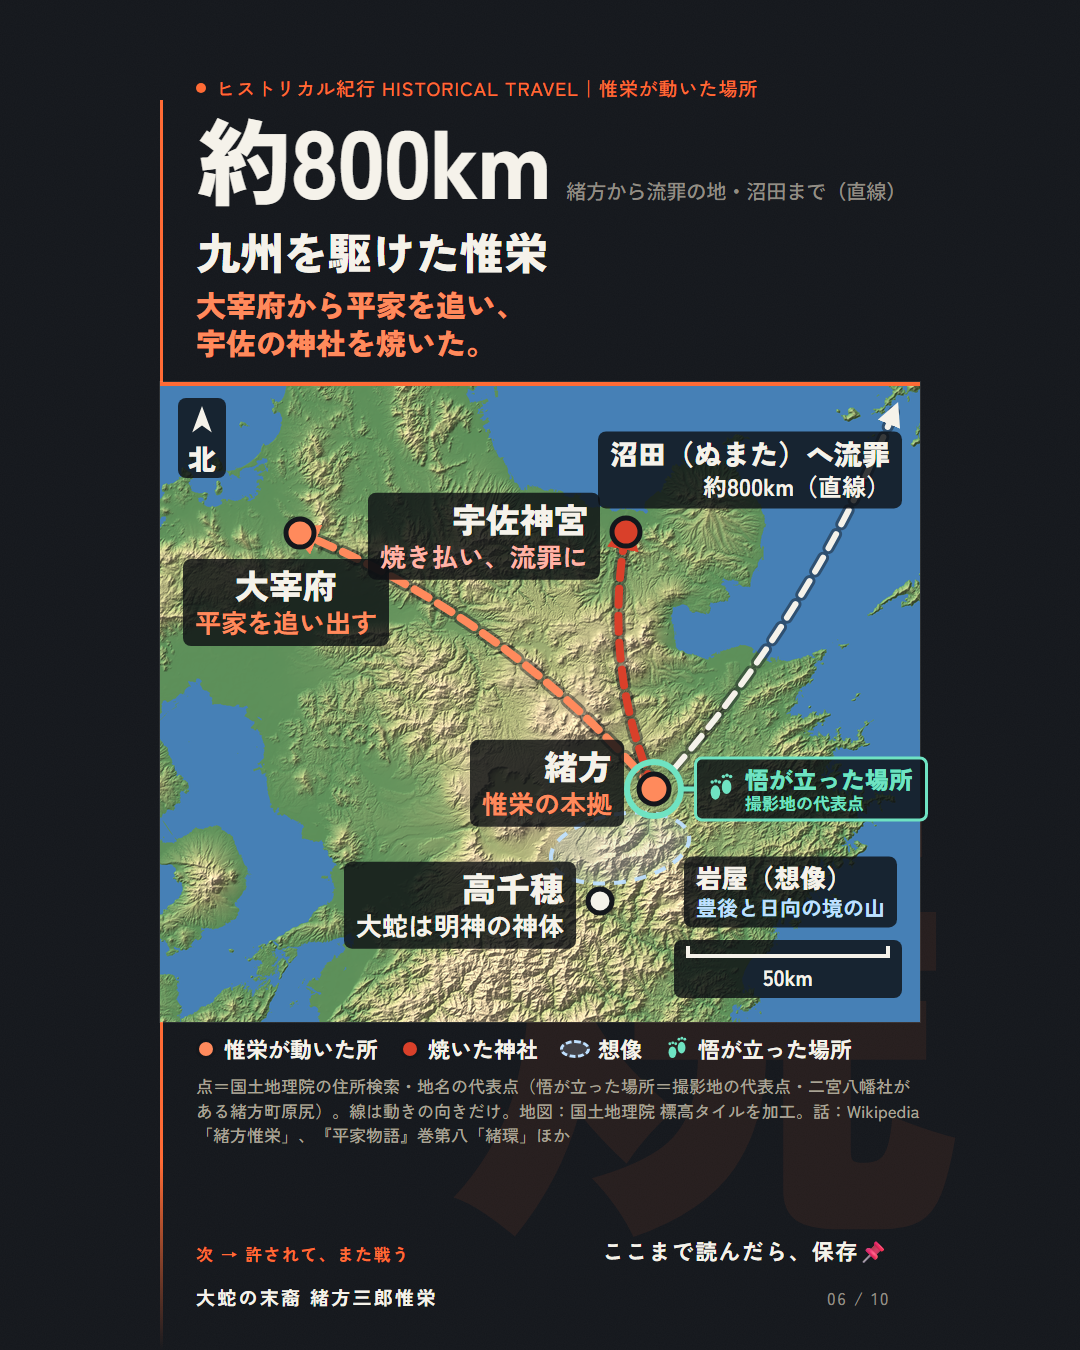 ヒストリカル紀行 HISTORICAL TRAVEL｜惟栄が動いた場所
約800km 緒方から流罪の地・沼田まで（直線）
九州を駆けた惟栄
大宰府から平家を追い、
宇佐の神社を焼いた。
北
沼田（ぬまた）へ流罪
約800km（直線）
宇佐神宮
焼き払い、流罪に
大宰府
平家を追い出す
緒方
惟栄の本拠
悟が立った場所
撮影地の代表点
高千穂
大蛇は明神の神体
岩屋（想像）
豊後と日向の境の山
50km
惟栄が動いた所 焼いた神社 想像 悟が立った場所
点＝国土地理院の住所検索・地名の代表点（悟が立った場所＝撮影地の代表点・二宮八幡社が
ある緒方町原尻）。線は動きの向きだけ。地図：国土地理院 標高タイルを加工。話：Wikipedia
「緒方惟栄」、『平家物語』巻第八「緒環」ほか
焼
次 → 許されて、また戦う
ここまで読んだら、保存📌
大蛇の末裔 緒方三郎惟栄
06 / 10